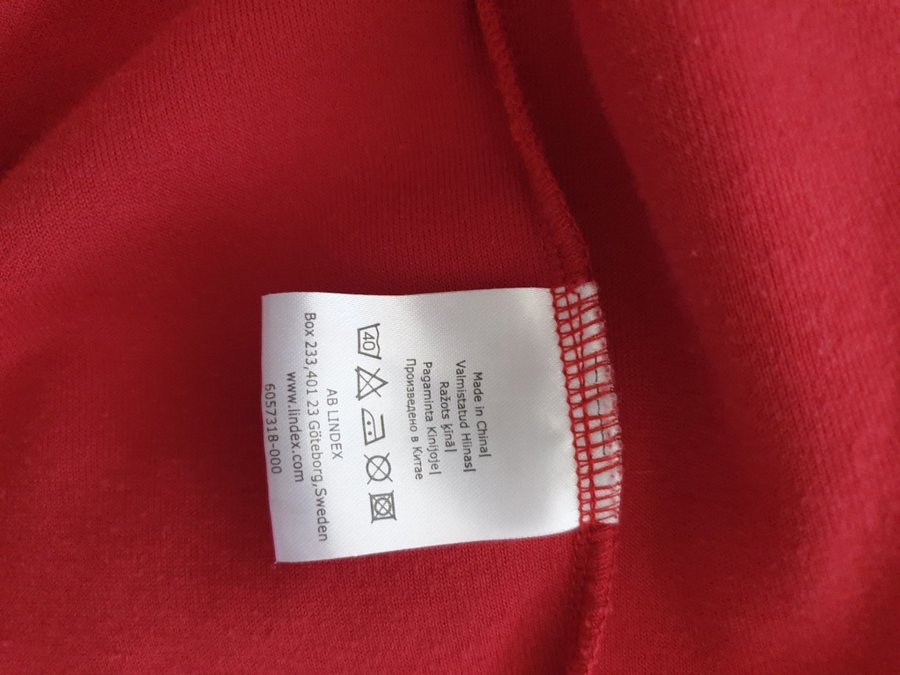 Made in China|
Valmistatud Hiinas|
Ražots ķīnā|
Pagaminta Kinijoje|
Произведено в Китае
40
AB LINDEX
Box 233,401 23 Göteborg,Sweden
www.lindex.com
6057318-000